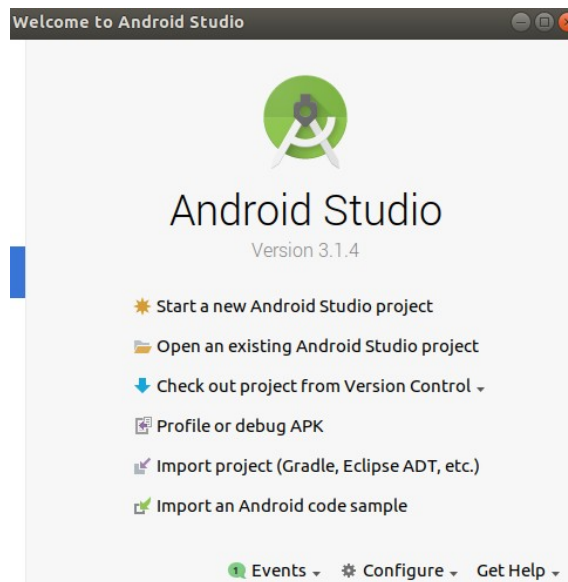 Welcome to Android Studio
Android Studio
Version 3.1.4
Start a new Android Studio project
Open an existing Android Studio project
Check out project from Version Control
Profile or debug APK
Import project (Gradle, Eclipse ADT, etc.)
Import an Android code sample
1 Events Configure Get Help